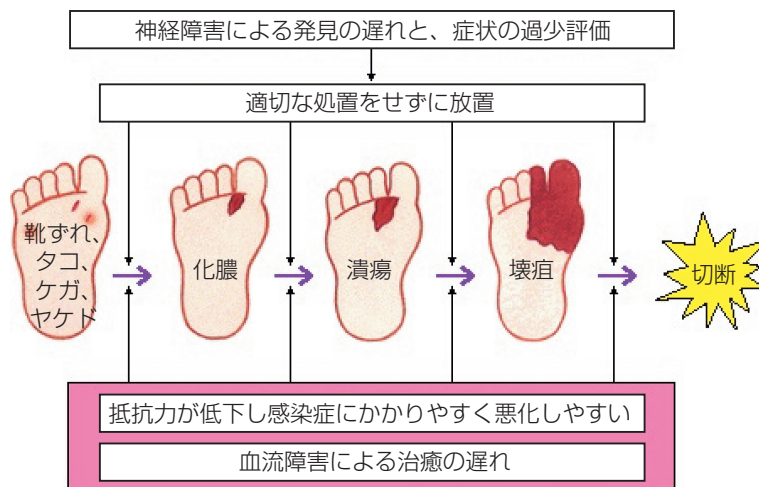 神経障害による発見の遅れと、症状の過少評価
適切な処置をせずに放置
靴ずれ、
タコ、
ケガ、
ヤケド
化膿
潰瘍
壊疽
切断
抵抗力が低下し感染症にかかりやすく悪化しやすい
血流障害による治癒の遅れ